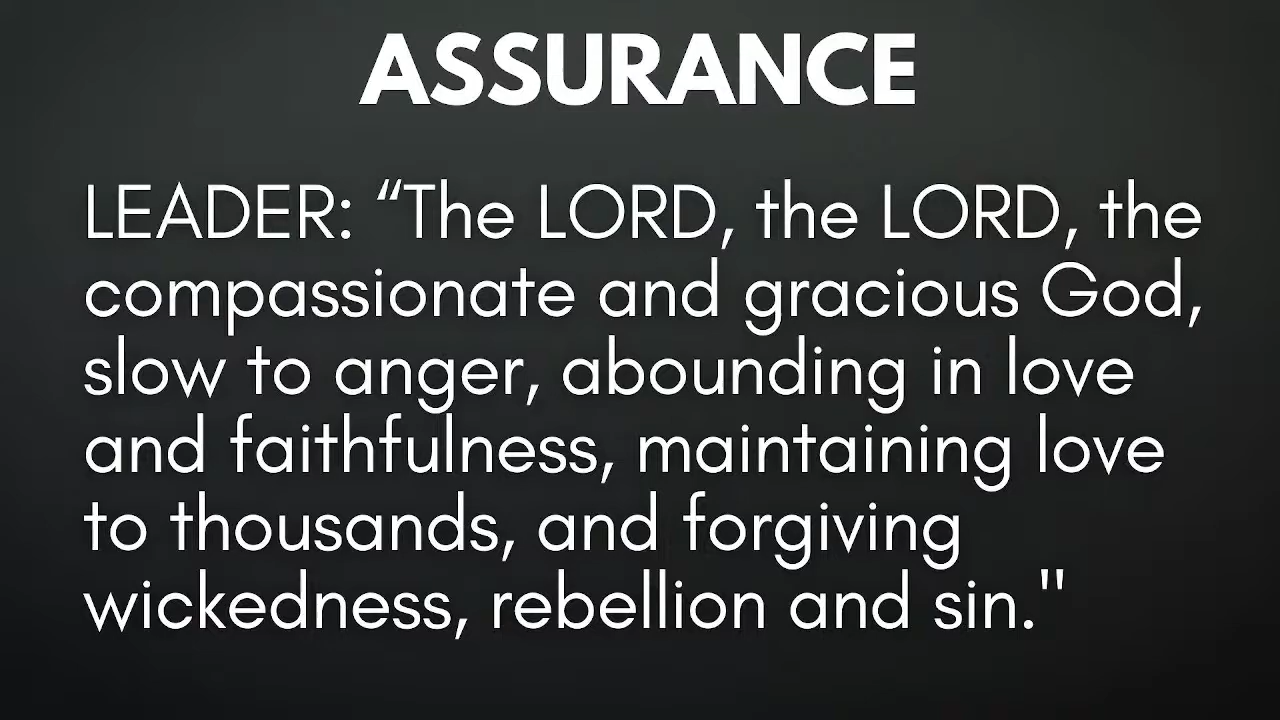 ASSURANCE
LEADER: “The LORD, the LORD, the
compassionate and gracious God,
slow to anger, abounding in love
and faithfulness, maintaining love
to thousands, and forgiving
wickedness, rebellion and sin."